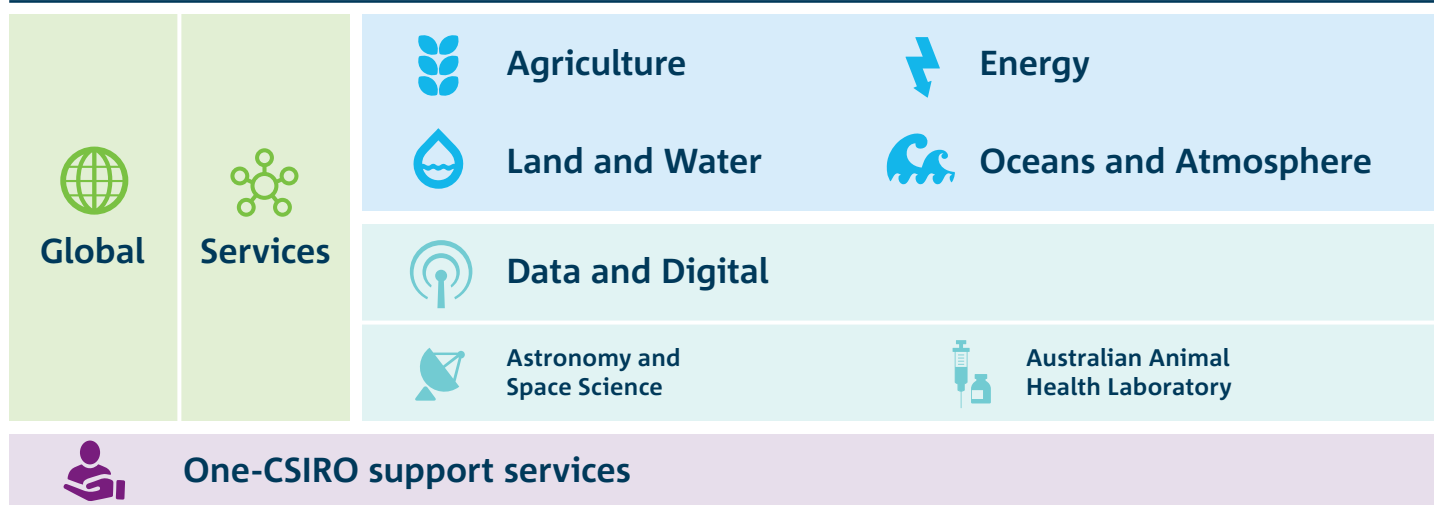 Global
Services
Agriculture
Energy
Land and Water
Oceans and Atmosphere
Data and Digital
Astronomy and
Space Science
Australian Animal
Health Laboratory
One-CSIRO support services